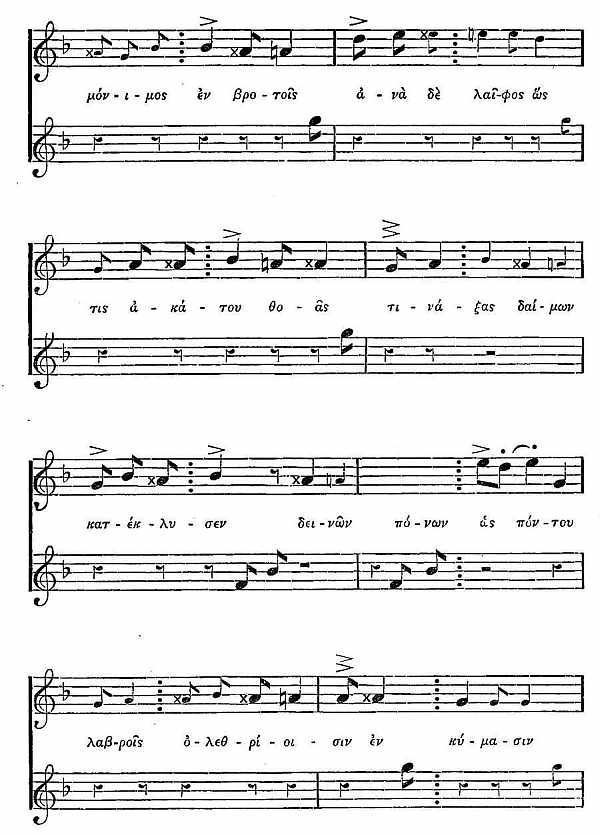 μόν-ι-μος ἐν βρο-τοῖς ἀ-νὰ δὲ λαῖ-φος ὥς
τις ἀ-κά-του θο-ᾶς τι-νά-ξας δαί-μων
κατ-έκ-λυ-σεν δει-νῶν πό-νων ὡς πόν-του
λαβ-ροῖς ὀ-λεθ-ρί-οι-σιν ἐν κύ-μα-σιν